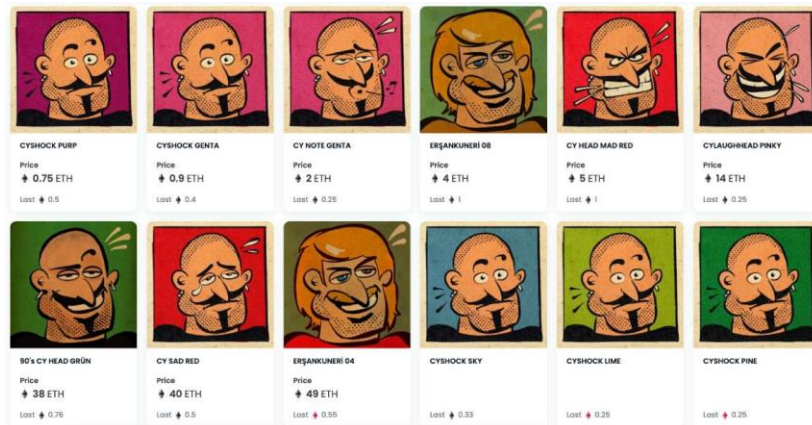 CYSHOCK PURP
Price
0.75 ETH
Last 0.5
CYSHOCK GENTA
Price
0.9 ETH
Last 0.4
CY NOTE GENTA
Price
2 ETH
Last 0.25
ERŞANKUNERİ 08
Price
4 ETH
Last 1
CY HEAD MAD RED
Price
5 ETH
Last 1
CYLAUGHHEAD PINKY
Price
14 ETH
Last 0.25
90's CY HEAD GRÜN
Price
38 ETH
Last 0.76
CY SAD RED
Price
40 ETH
Last 0.5
ERŞANKUNERİ 04
Price
49 ETH
Last 0.55
CYSHOCK SKY
Last 0.33
CYSHOCK LIME
Last 0.25
CYSHOCK PINE
Last 0.25